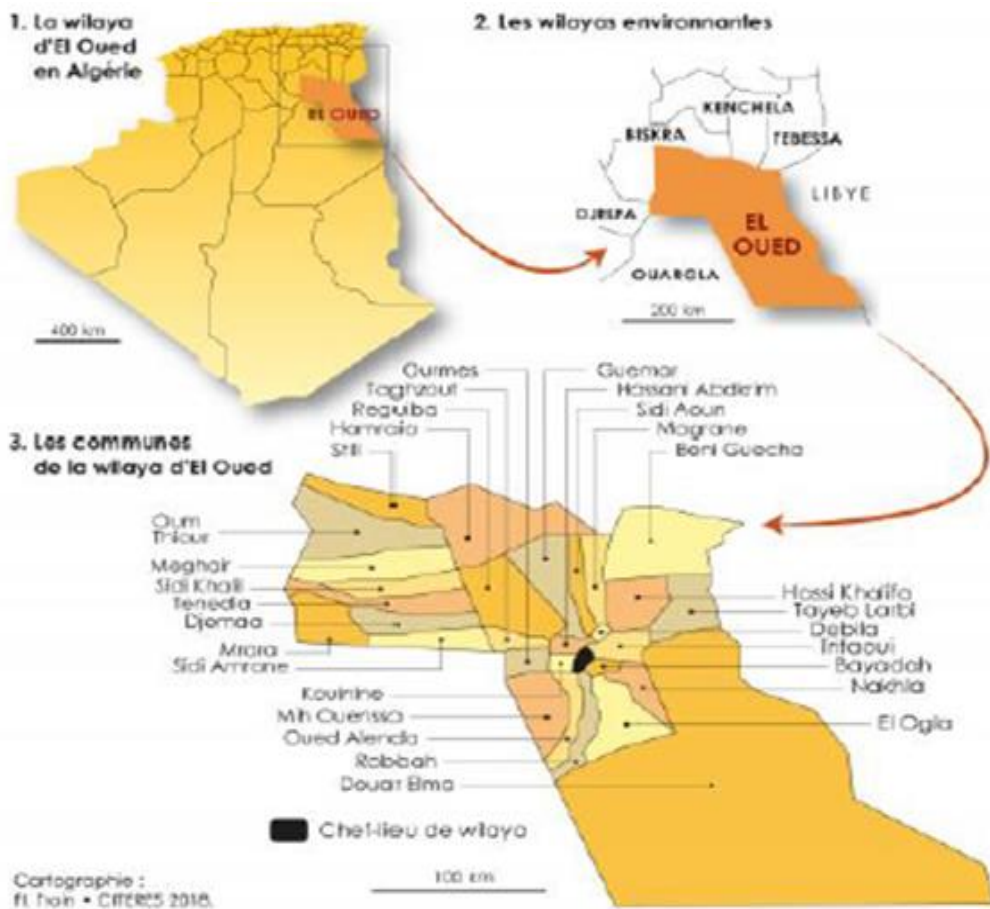 1. La wilaya
d'El Oued
en Algérie
EL OUED
400 km
2. Les wilayas environnantes
KENCHELA
BISKRA
TEBESSA
LIBYE
DJELFA
EL
OUED
OUARGLA
200 km
3. Les communes
de la wilaya d'El Oued
Ourmes
Taghzout
Reguiba
Hamraia
Still
Guemar
Hassani Abdkrim
Sidi Aoun
Magrane
Beni Guecha
Oum
Thiour
Meghair
Sidi Khalil
Tenedla
Djemaa
Mrara
Sidi Amrane
Hassi Khalifa
Tayeb Larbi
Debila
Trifaoui
Bayadah
Nakhla
El Ogla
Kouinine
Mih Ouenssa
Oued Alenda
Robbah
Douar Elma
Chef-lieu de wilaya
100 km
Cartographie :
CITERES 2018.